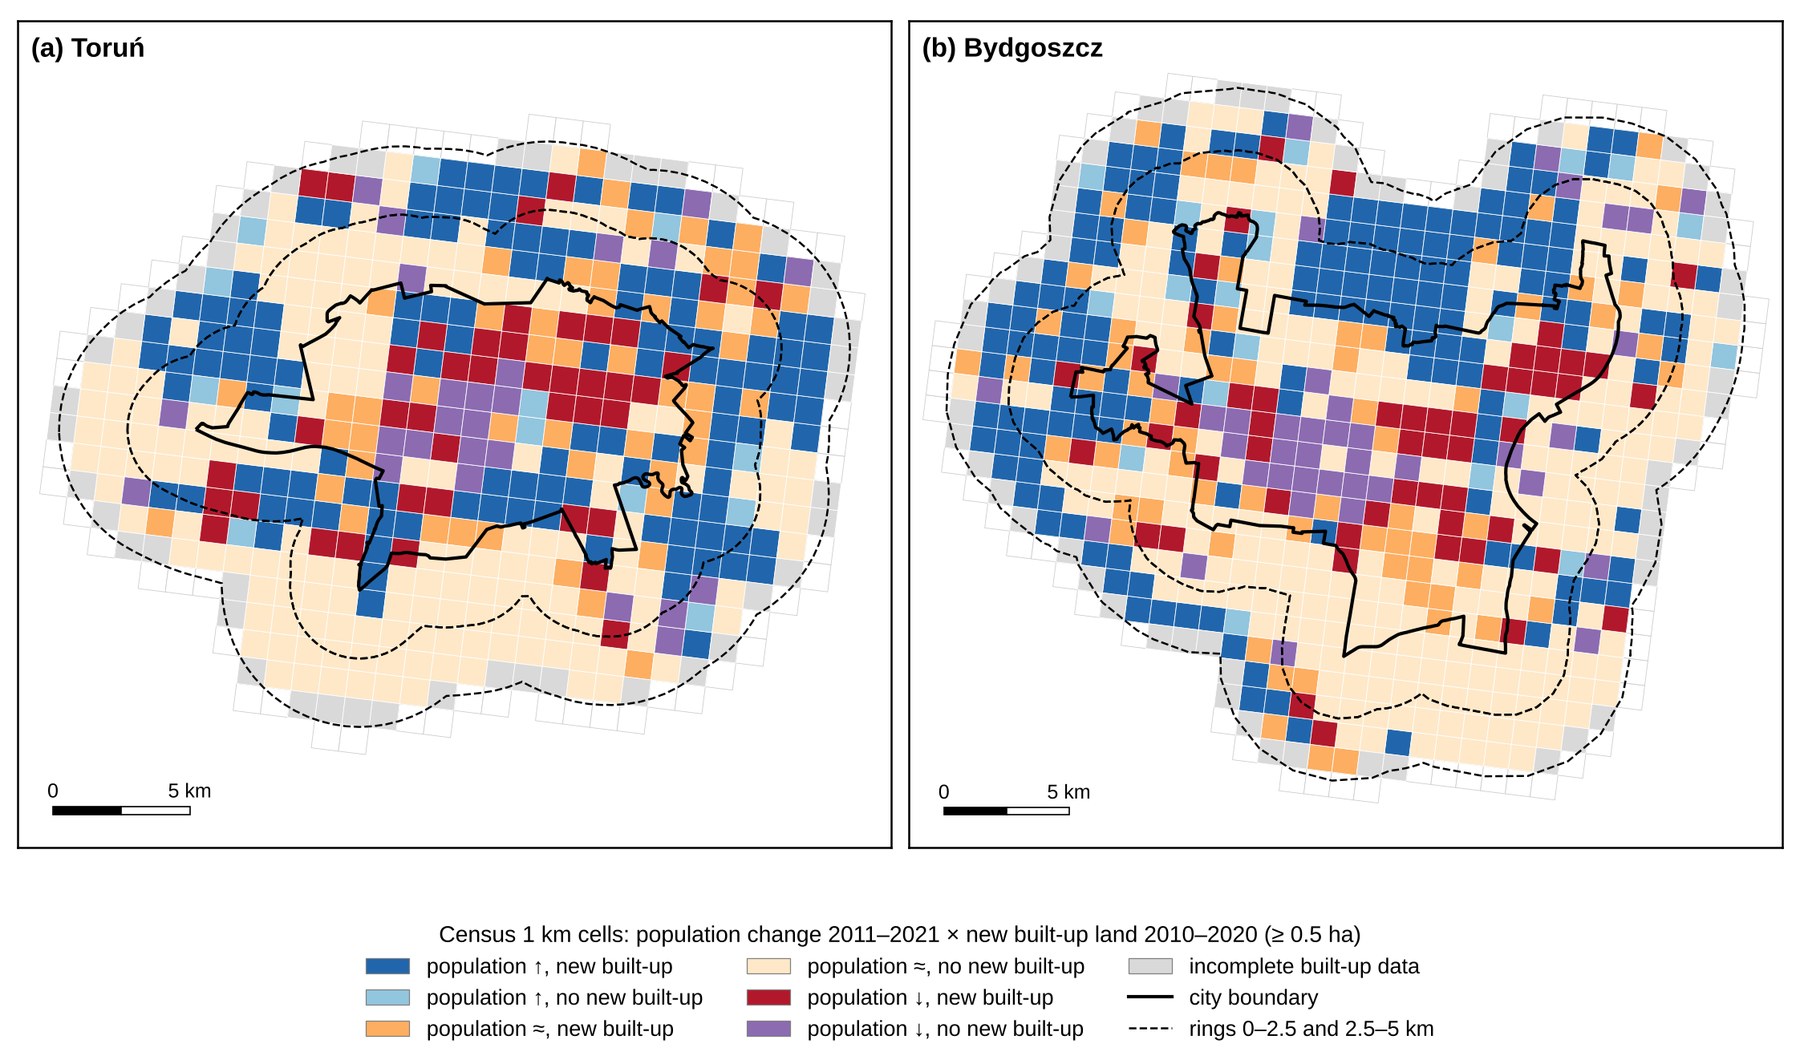 (a) Toruń
(b) Bydgoszcz
0 5 km
0 5 km
Census 1 km cells: population change 2011–2021 × new built-up land 2010–2020 (≥ 0.5 ha)
population ↑, new built-up
population ↑, no new built-up
population ≈, new built-up
population ≈, no new built-up
population ↓, new built-up
population ↓, no new built-up
incomplete built-up data
city boundary
rings 0–2.5 and 2.5–5 km